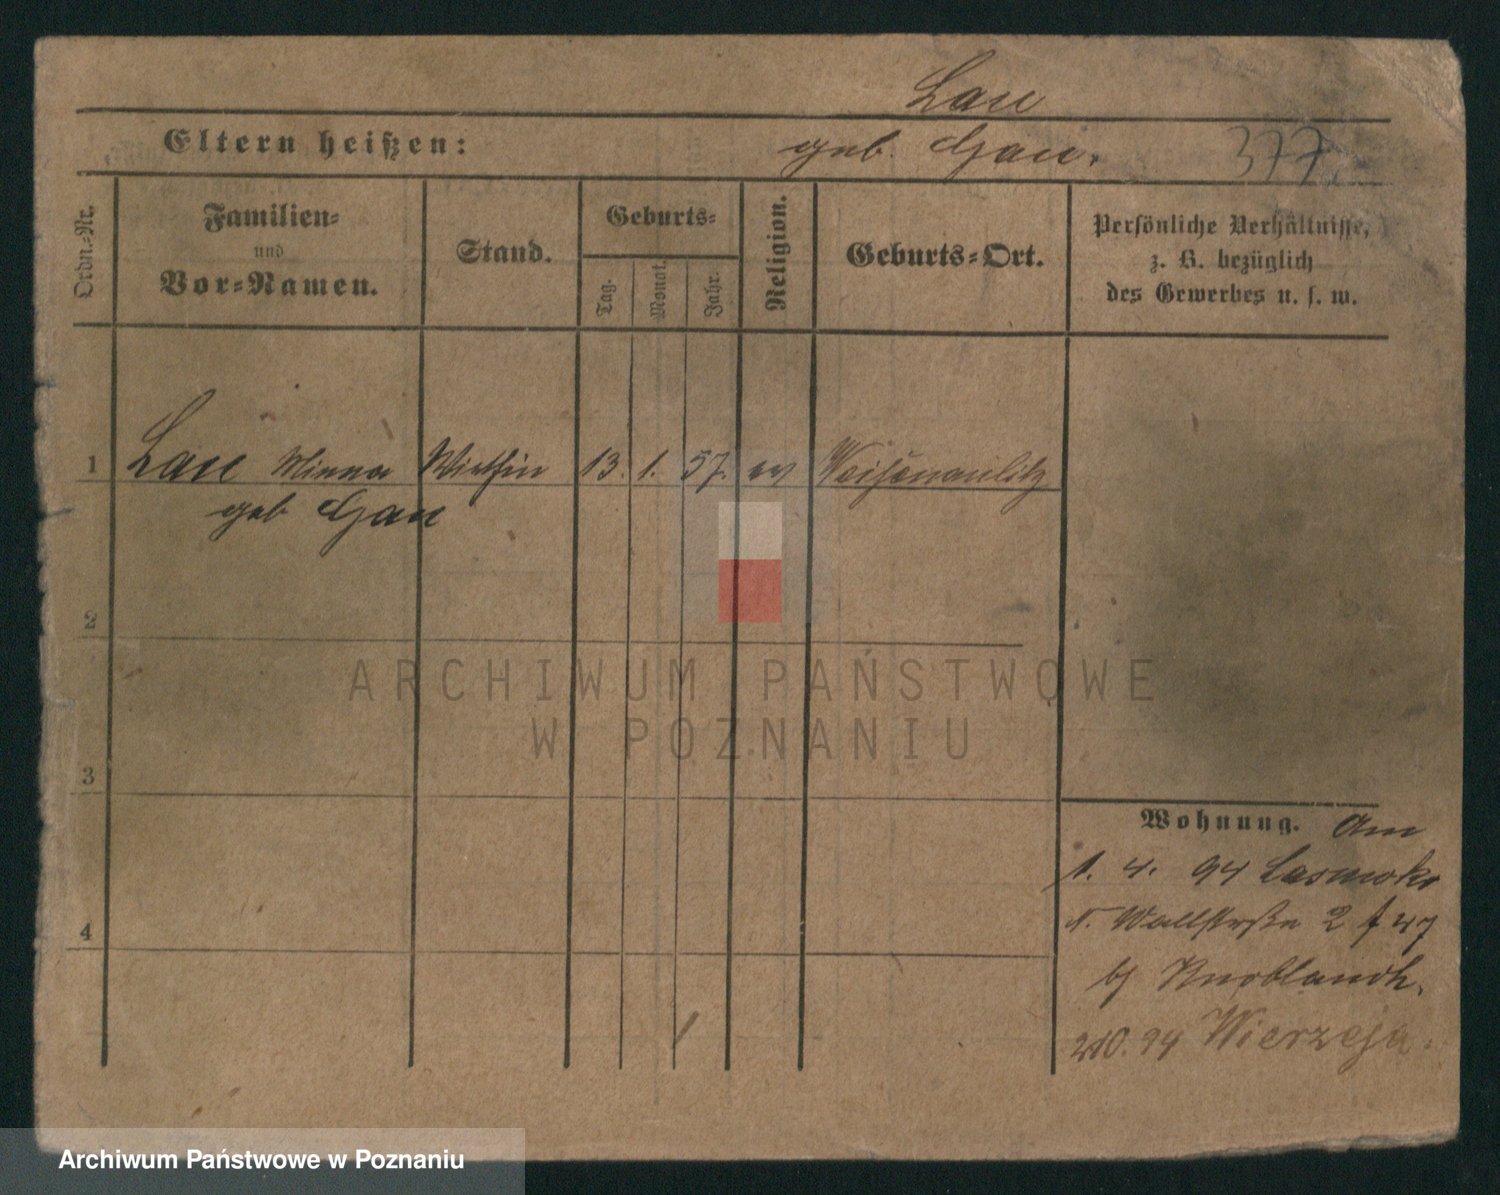 Lau
Eltern heißen:
geb. Gau.
377
Ordn.-Nr.
Familien-
und
Vor-Namen.
Stand.
Geburts-
Tag.
Monat.
Jahr.
Religion.
Geburts-Ort.
Persönliche Verhältnisse,
z. B. bezüglich
des Gewerbes u. s. w.
1 Lau Minna Wirthin 13. 1. 57. ev
geb Gau
2
3
4
Wohnung. Am
1. 4. 94
Wallstrße 2
Knoblauch.
10. 94 Wierzeja.
ARCHIWUM PAŃSTWOWE
W POZNANIU
Archiwum Państwowe w Poznaniu